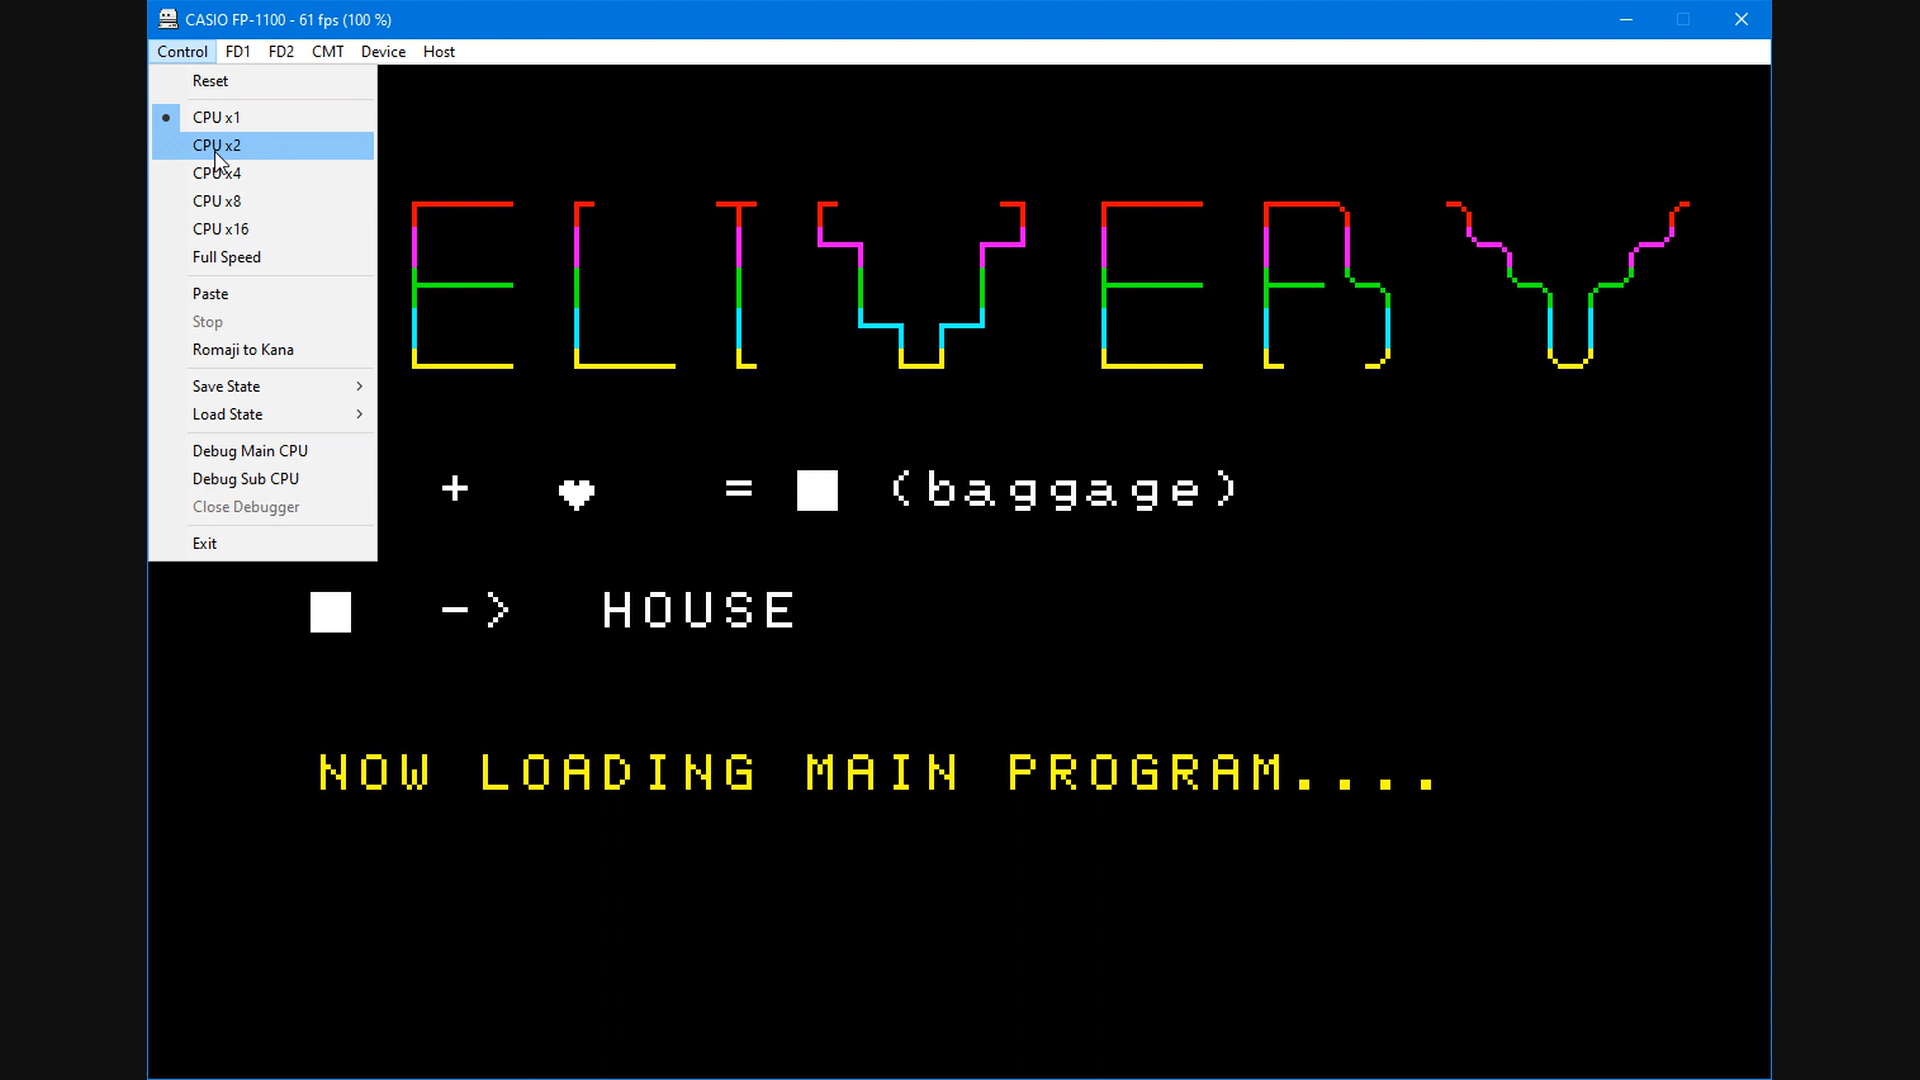 CASIO FP-1100 - 61 fps (100 %)
Control FD1 FD2 CMT Device Host
Reset
CPU x1
CPU x2
CPU x4
CPU x8
CPU x16
Full Speed
Paste
Stop
Romaji to Kana
Save State
Load State
Debug Main CPU
Debug Sub CPU
Close Debugger
Exit
ELIVERY
+ ♥ = ■ (baggage)
■ -> HOUSE
NOW LOADING MAIN PROGRAM....